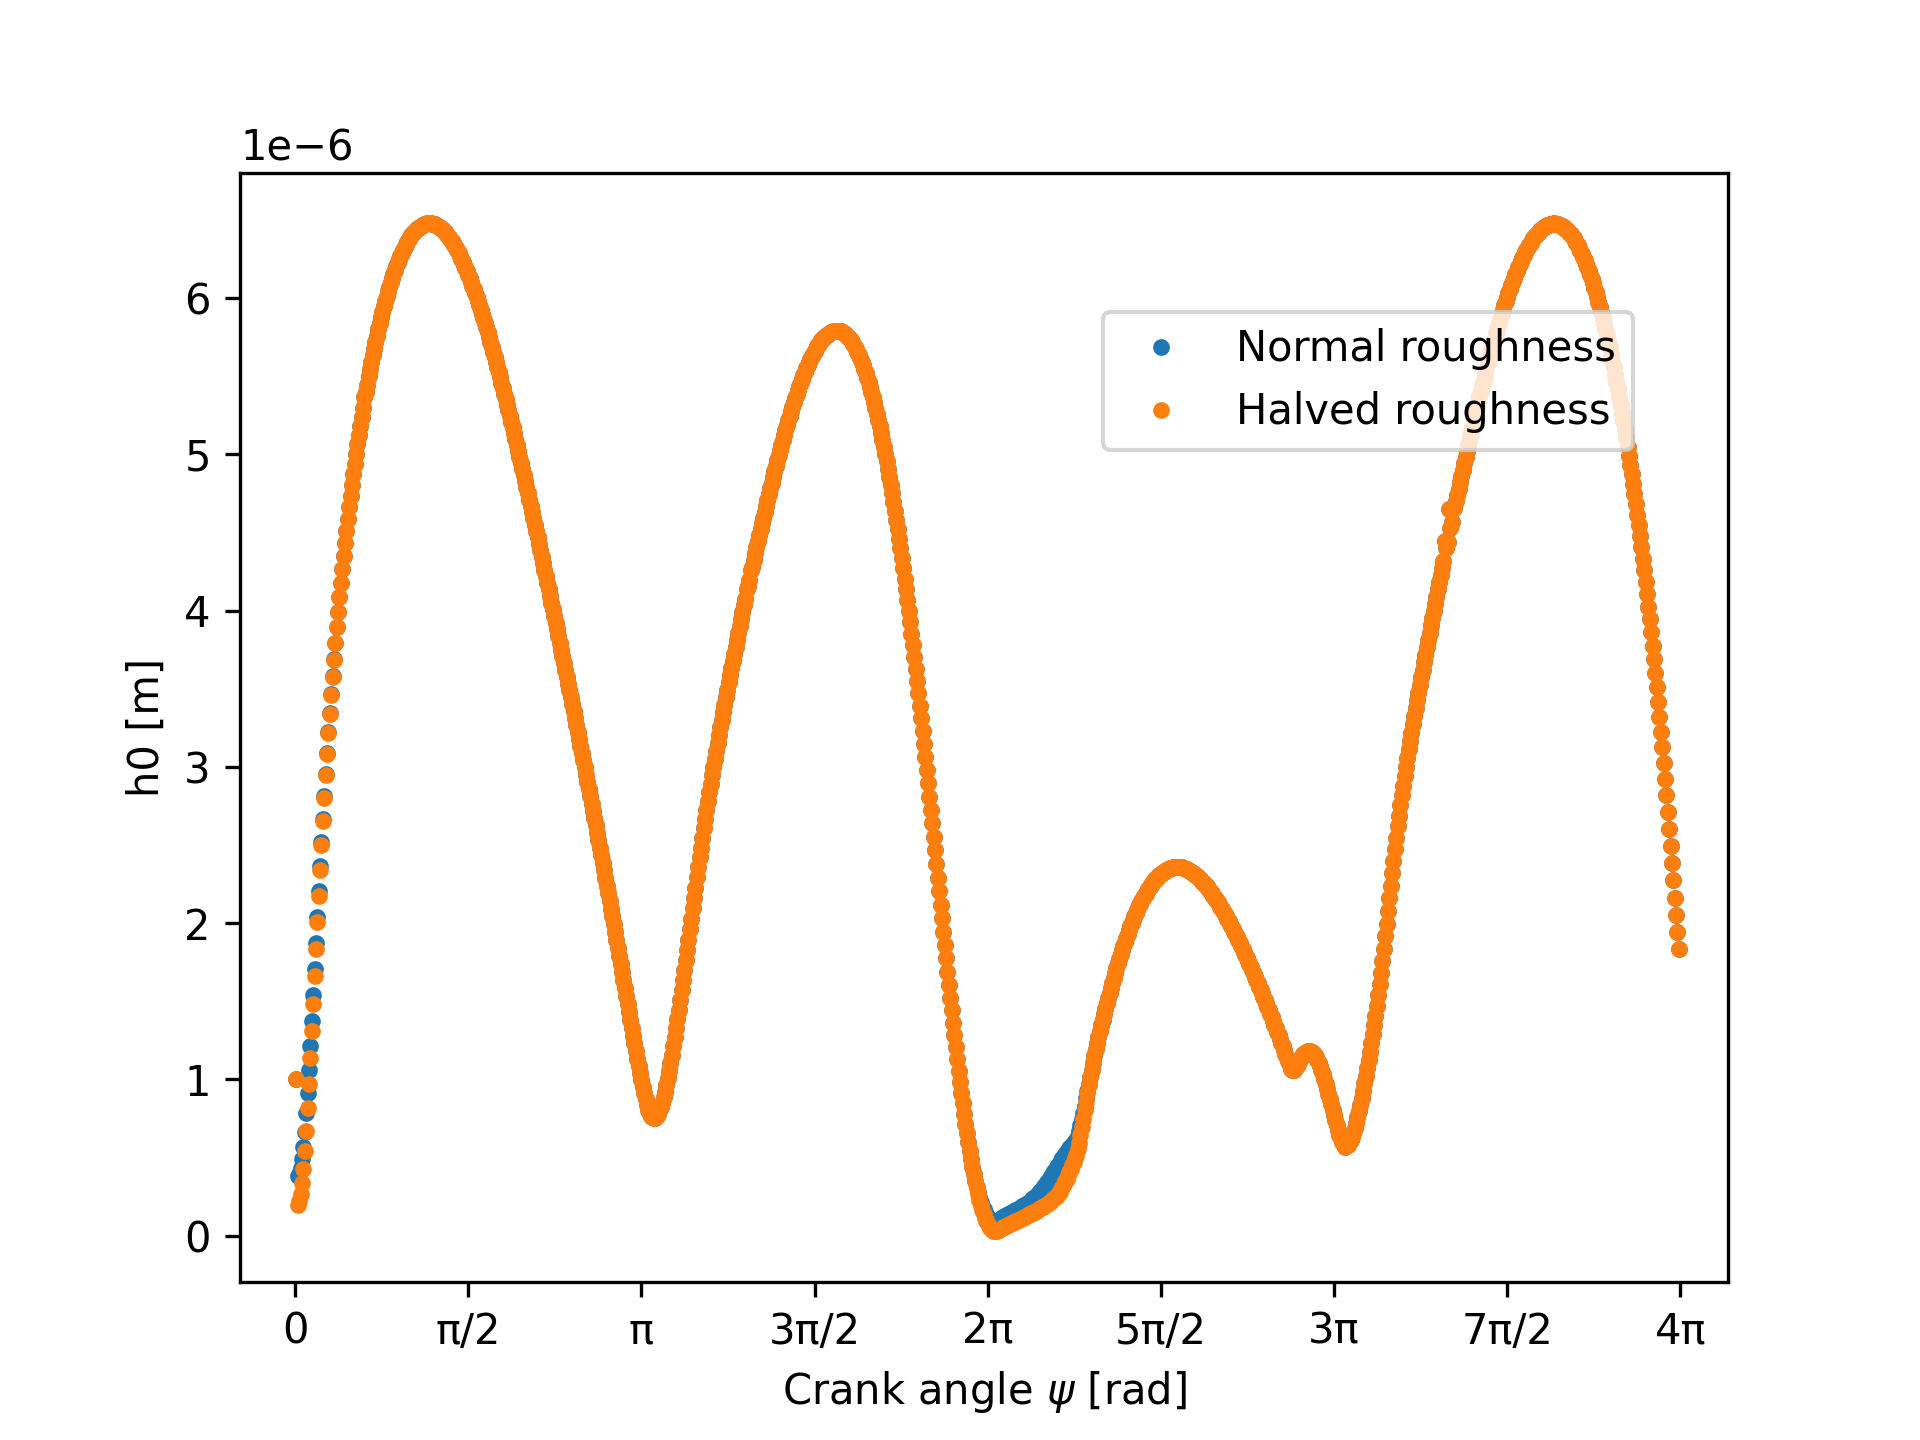 1e−6
6
5
4
3
2
1
0
h0 [m]
Normal roughness
Halved roughness
0 π/2 π 3π/2 2π 5π/2 3π 7π/2 4π
Crank angle ψ [rad]